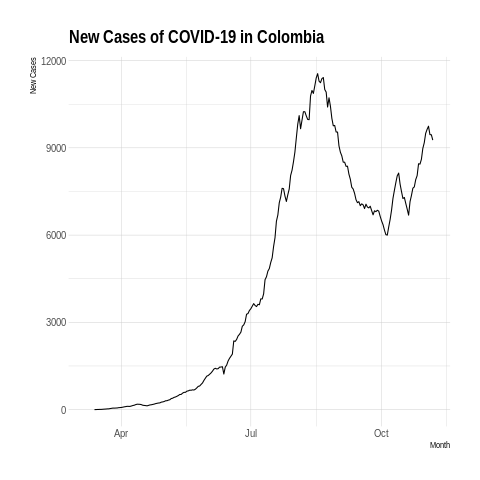 New Cases of COVID-19 in Colombia
New Cases
12000
9000
6000
3000
0
Apr
Jul
Oct
Month